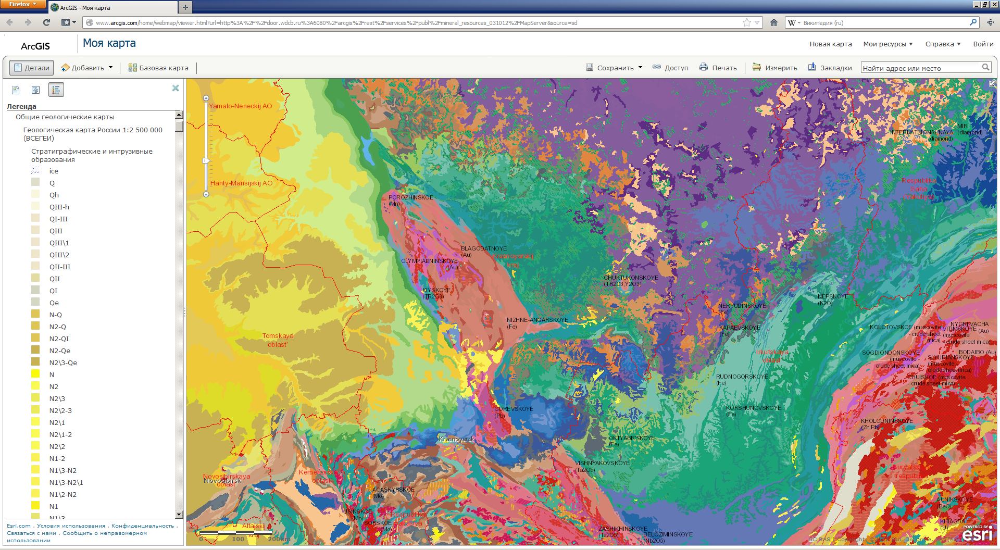 Firefox
ArcGIS - Моя карта
www.arcgis.com/home/webmap/viewer.html?url=http%3A%2F%2Fdoor.wdcb.ru%3A6080%2Farcgis%2Frest%2Fservices%2Fpubl%2Fmineral_resources_031012%2FMapServer&source=sd
W
Википедия (ru)
ArcGIS
Моя карта
Новая карта
Мои ресурсы
Справка
Войти
Детали
Добавить
Базовая карта
Сохранить
Доступ
Печать
Измерить
Закладки
Найти адрес или место
Легенда
Общие геологические карты
Геологическая карта России 1:2 500 000
(ВСЕГЕИ)
Стратиграфические и интрузивные
образования
ice
Q
Qh
QIII-h
QI-III
QIII
QIII\1
QIII\2
QII-III
QII
QI
Qe
N-Q
N2-Q
N2-QI
N2-Qe
N2\3-Qe
N
N2
N2\3
N2\2-3
N2\1
N2\1-2
N2\2
N1-2
N1\3-N2
N1\3-N2\1
N1\2-N2
N1
N1\3
Esri.com . Условия использования . Конфиденциальность .
Связаться с нами . Сообщить о неправомерном
использовании
Yamalo-Neneckij AO
Hanty-Mansijskij AO
MIR
(diamond)
INTERNATSIONAL'NAYA
(diamond)
Respublika
Saha
(Yakutiya)
POROZHINSKOE
(Mn)
BLAGODATNOYE
(Au)
OLYMPIADNINSKOYE
(Au)
Krasnoyarskij
kraj
KIYSKOYE
(TR2O3)
CHUKTUKONSKOYE
(TR2O3,Y2O3)
NEPSKOYE
(K2O)
NERYUDINSKOYE
(Fe)
NIZHNE-ANGARSKOYE
(Fe)
KAPAEVSKOYE
(Fe)
Tomskaya
oblast'
KOLOTOVSKOE (muscovite
- crude sheet
mica)
NYGRI-VACHA
(Au)
VITIMSKOYE
(muscovite
- crude sheet mica)
Irkutskaya
oblast'
SOGDIONDONSKOYE
(muscovite -
crude sheet mica)
BODAIBO (Au)
SLYUDIANSKOYE
(muscovite -
crude sheet mica)
CHUISKOE (muscovite
- crude sheet mica)
RUDNOGORSKOYE
(Fe)
GOREVSKOYE
(Pb)
KORSHUNOVSKOYE
(Fe)
KHOLODNINSKOYE
(Zn,Pb)
Krasnoyarsk
OKTYABR'SKOYE
(Fe)
VISHNYAKOVSKOYE
(Ta2O5)
Novosibirskaya
oblast'
Novosibirsk
Kemerovskaya
oblast'
AGASKYRSKOE
(Mo)
USINSKOE
(Mn)
SORSKOE
(Mo)
Respublika
Hakasiya
Altajskij
kraj
ZASHIKHINSKOYE
(Ta2O5)
BELOZIMINSKOYE
(Nb2O5)
AUNIKSKOYE
(BeO)
KHIAGDA
(U)
0 100 200km
POWERED BY
esri